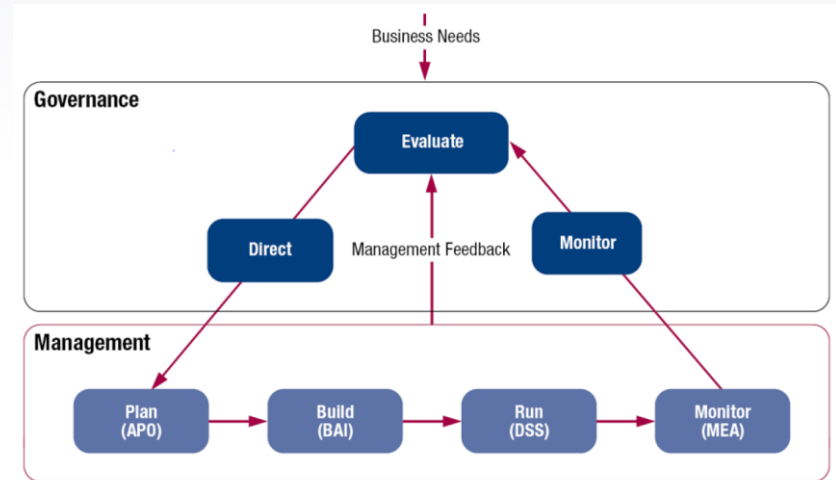 Business Needs
Governance
Evaluate
Direct
Management Feedback
Monitor
Management
Plan
(APO)
Build
(BAI)
Run
(DSS)
Monitor
(MEA)